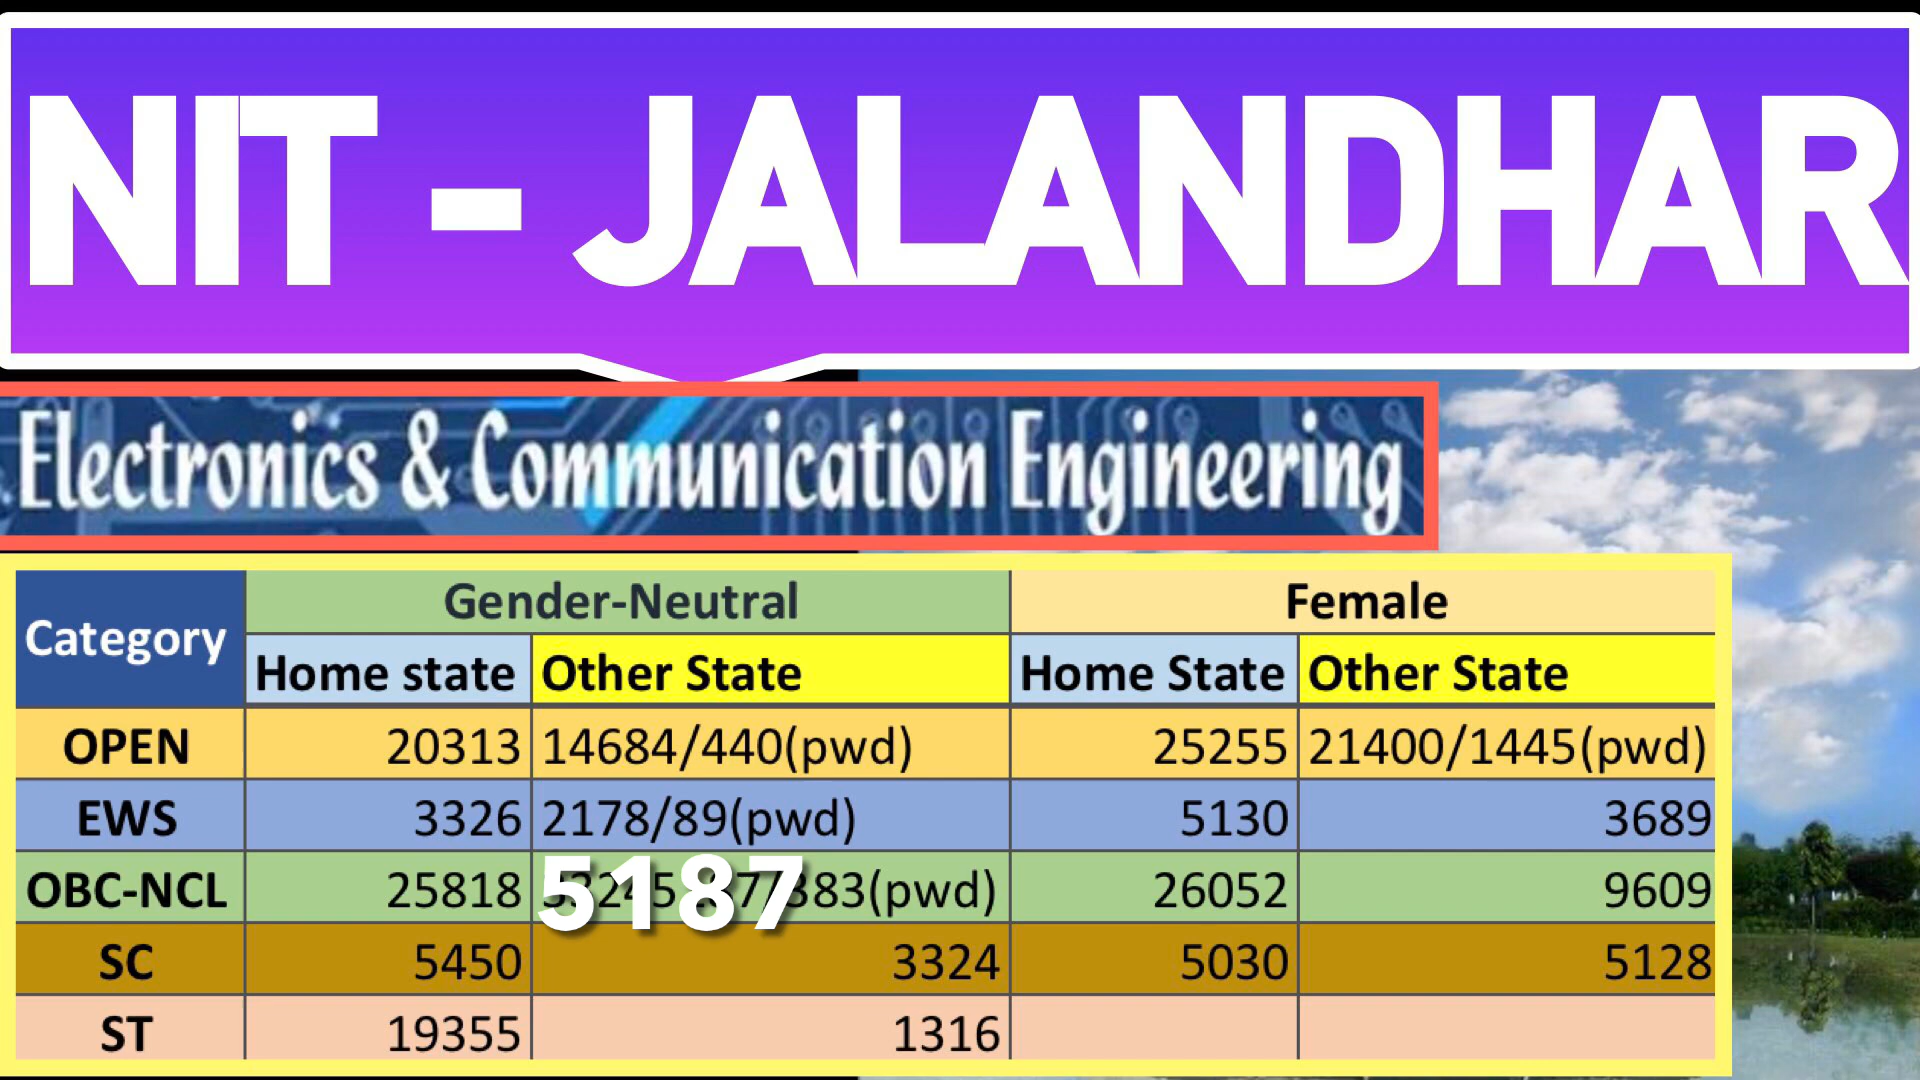 NIT - JALANDHAR
Electronics & Communication Engineering
Category Gender-Neutral Female
Home state Other State Home State Other State
OPEN 20313 14684/440(pwd) 25255 21400/1445(pwd)
EWS 3326 2178/89(pwd) 5130 3689
OBC-NCL 25818 5187 83(pwd) 26052 9609
SC 5450 3324 5030 5128
ST 19355 1316